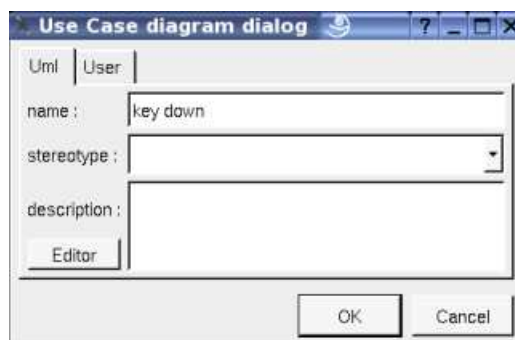 Use Case diagram dialog ?
Uml User
name : key down
stereotype :
description :
Editor
OK Cancel